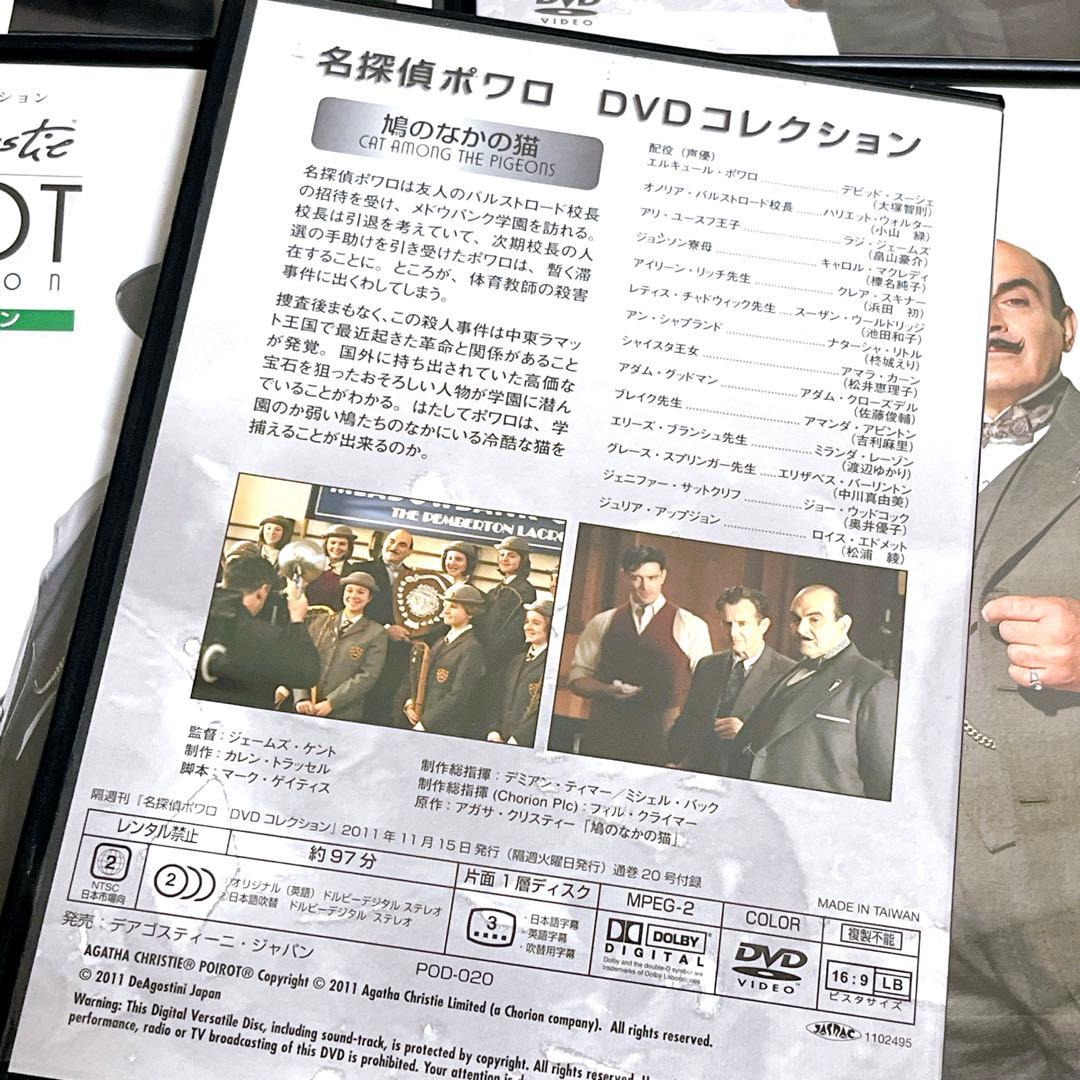 DVD
VIDEO
ション
stie
OT
on
ン
名探偵ポワロ DVDコレクション
鳩のなかの猫
CAT AMONG THE PIGEONS
名探偵ポワロは友人のバルストロード校長
の招待を受け、メドウバンク学園を訪れる。
校長は引退を考えていて、次期校長の人
選の手助けを引き受けたポワロは、暫く滞
在することに。ところが、体育教師の殺害
事件に出くわしてしまう。
捜査後まもなく、この殺人事件は中東ラマッ
ト王国で最近起きた革命と関係があること
が発覚。国外に持ち出されていた高価な
宝石を狙ったおそろしい人物が学園に潜ん
でいることがわかる。はたしてポワロは、学
園のか弱い鳩たちのなかにいる冷酷な猫を
捕えることが出来るのか。
配役（声優）
エルキュール・ポワロ……デビッド・スーシェ
（大塚智則）
オノリア・バルストロード校長……ハリエット・ウォルター
（小山 緑）
アリ・ユースフ王子……ラジ・ジェームズ
（畠山豪介）
ジョンソン寮母……キャロル・マクレディ
（榛名純子）
アイリーン・リッチ先生……クレア・スキナー
（浜田 初）
レティス・チャドウィック先生……スーザン・ウールドリッジ
（池田和子）
アン・シャプランド……ナターシャ・リトル
（柊城えり）
シャイスタ王女……アマラ・カーン
（松井恵理子）
アダム・グッドマン……アダム・クローズデル
（佐藤俊輔）
ブレイク先生……アマンダ・アビントン
（吉利麻里）
エリーズ・ブランシュ先生……ミランダ・レーゾン
（渡辺ゆかり）
グレース・スプリンガー先生……エリザベス・バーリントン
（中川真由美）
ジェニファー・サットクリフ……ジョー・ウッドコック
（奥井優子）
ジュリア・アップジョン……ロイス・エドメット
（松浦 綾）
THE PEMBERTON LACRO
監督：ジェームズ・ケント
制作：カレン・トラッセル
脚本：マーク・ゲイティス
制作総指揮：デミアン・ティマー／ミシェル・バック
制作総指揮 (Chorion Plc)：フィル・クライマー
原作：アガサ・クリスティー「鳩のなかの猫」
隔週刊「名探偵ポワロ DVDコレクション」2011年11月15日発行（隔週火曜日発行）通巻20号付録
MADE IN TAIWAN
レンタル禁止
約97分
片面1層ディスク
MPEG-2
COLOR
複製不能
2
NTSC
日本市場向
2
①オリジナル（英語） ドルビーデジタル ステレオ
②日本語吹替 ドルビーデジタル ステレオ
3
・日本語字幕
・英語字幕
・吹替用字幕
DOLBY
DIGITAL
Dolby and the double-D symbol are
trademarks of Dolby Laboratories
DVD
VIDEO
16:9 LB
ビスタサイズ
発売：デアゴスティーニ・ジャパン
POD-020
JASRAC
1102495
AGATHA CHRISTIE® POIROT® Copyright © 2011 Agatha Christie Limited (a Chorion company). All rights reserved.
© 2011 DeAgostini Japan
Warning: This Digital Versatile Disc, including sound-track, is protected by copyright. All rights reserved.
performance, radio or TV broadcasting of this DVD is prohibited. Your attention is